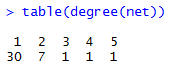 > table(degree(net))
1 2 3 4 5
30 7 1 1 1